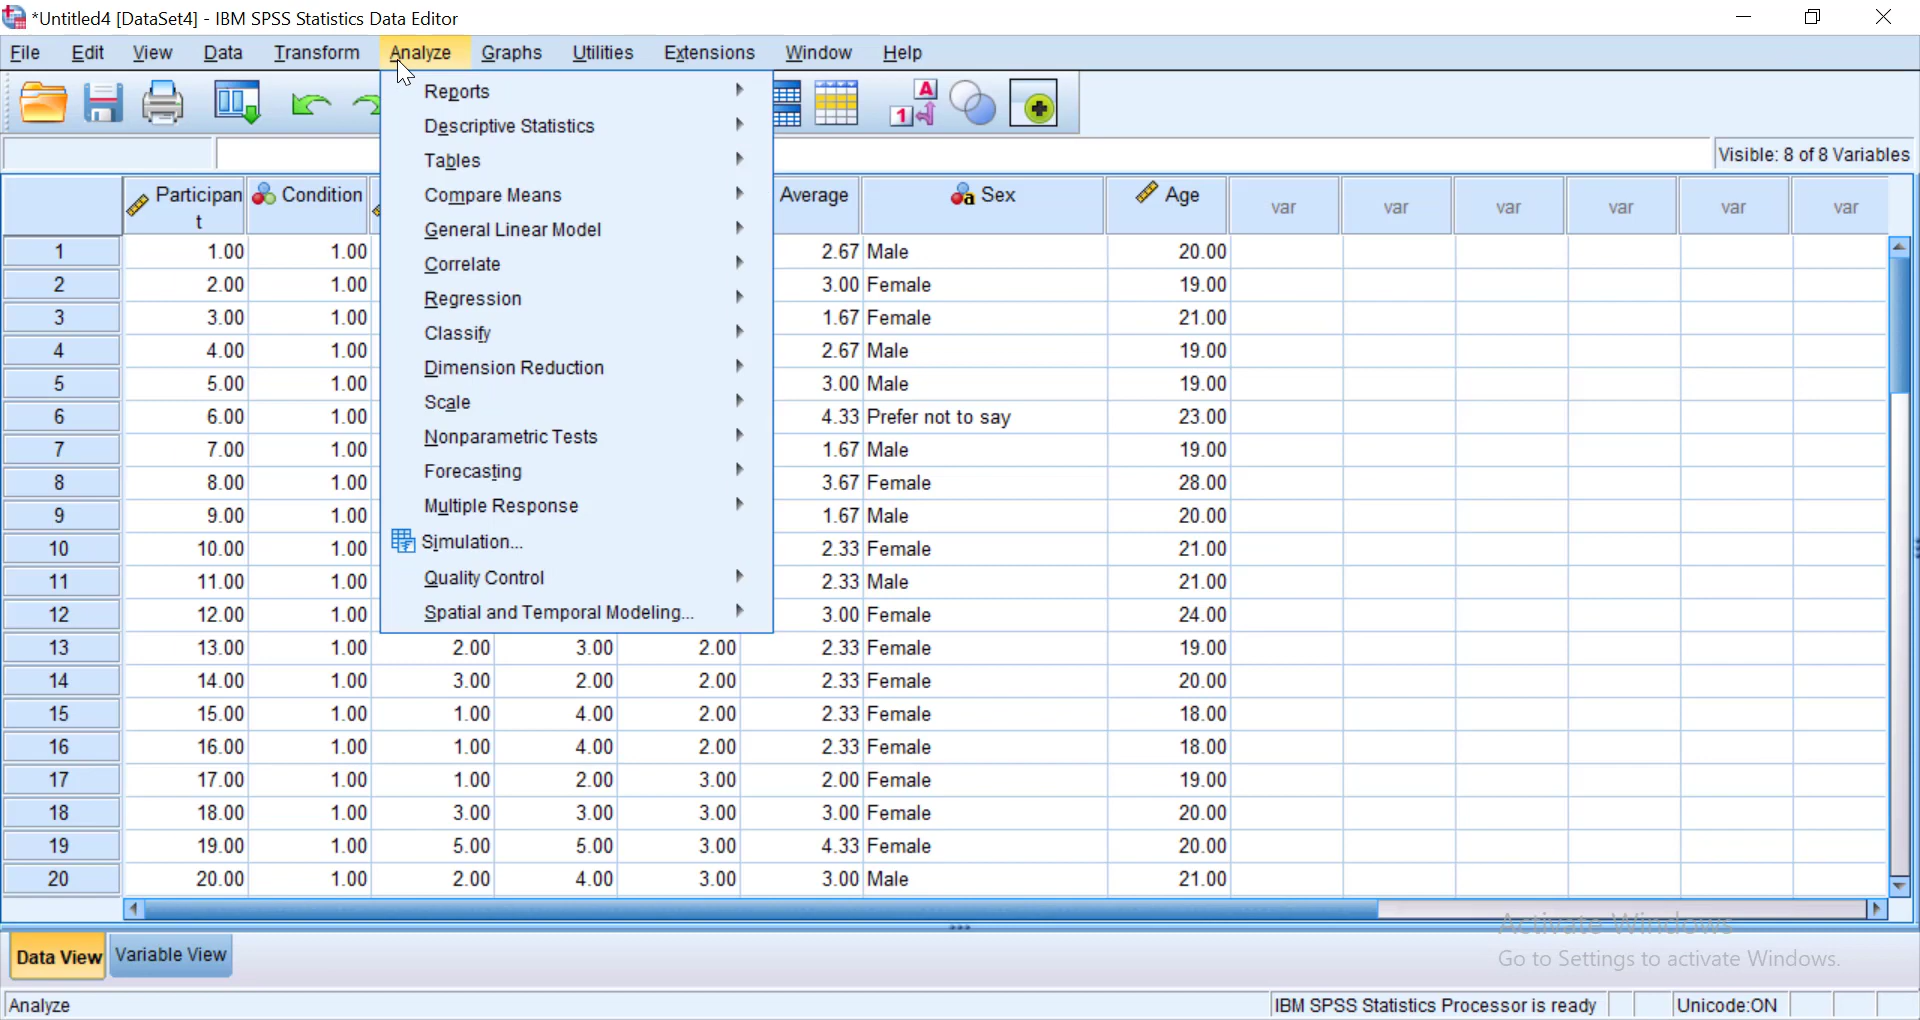 *Untitled4 [DataSet4] - IBM SPSS Statistics Data Editor
File Edit View Data Transform Analyze Graphs Utilities Extensions Window Help
Reports
Descriptive Statistics
Tables
Compare Means
General Linear Model
Correlate
Regression
Classify
Dimension Reduction
Scale
Nonparametric Tests
Forecasting
Multiple Response
Simulation...
Quality Control
Spatial and Temporal Modeling...
1 A
Visible: 8 of 8 Variables
Participant Condition Average a Sex Age var var var var var var
1 1.00 1.00 2.67 Male 20.00
2 2.00 1.00 3.00 Female 19.00
3 3.00 1.00 1.67 Female 21.00
4 4.00 1.00 2.67 Male 19.00
5 5.00 1.00 3.00 Male 19.00
6 6.00 1.00 4.33 Prefer not to say 23.00
7 7.00 1.00 1.67 Male 19.00
8 8.00 1.00 3.67 Female 28.00
9 9.00 1.00 1.67 Male 20.00
10 10.00 1.00 2.33 Female 21.00
11 11.00 1.00 2.33 Male 21.00
12 12.00 1.00 3.00 Female 24.00
13 13.00 1.00 2.00 3.00 2.00 2.33 Female 19.00
14 14.00 1.00 3.00 2.00 2.00 2.33 Female 20.00
15 15.00 1.00 1.00 4.00 2.00 2.33 Female 18.00
16 16.00 1.00 1.00 4.00 2.00 2.33 Female 18.00
17 17.00 1.00 1.00 2.00 3.00 2.00 Female 19.00
18 18.00 1.00 3.00 3.00 3.00 3.00 Female 20.00
19 19.00 1.00 5.00 5.00 3.00 4.33 Female 20.00
20 20.00 1.00 2.00 4.00 3.00 3.00 Male 21.00
Activate Windows
Go to Settings to activate Windows.
Data View Variable View
Analyze IBM SPSS Statistics Processor is ready Unicode:ON